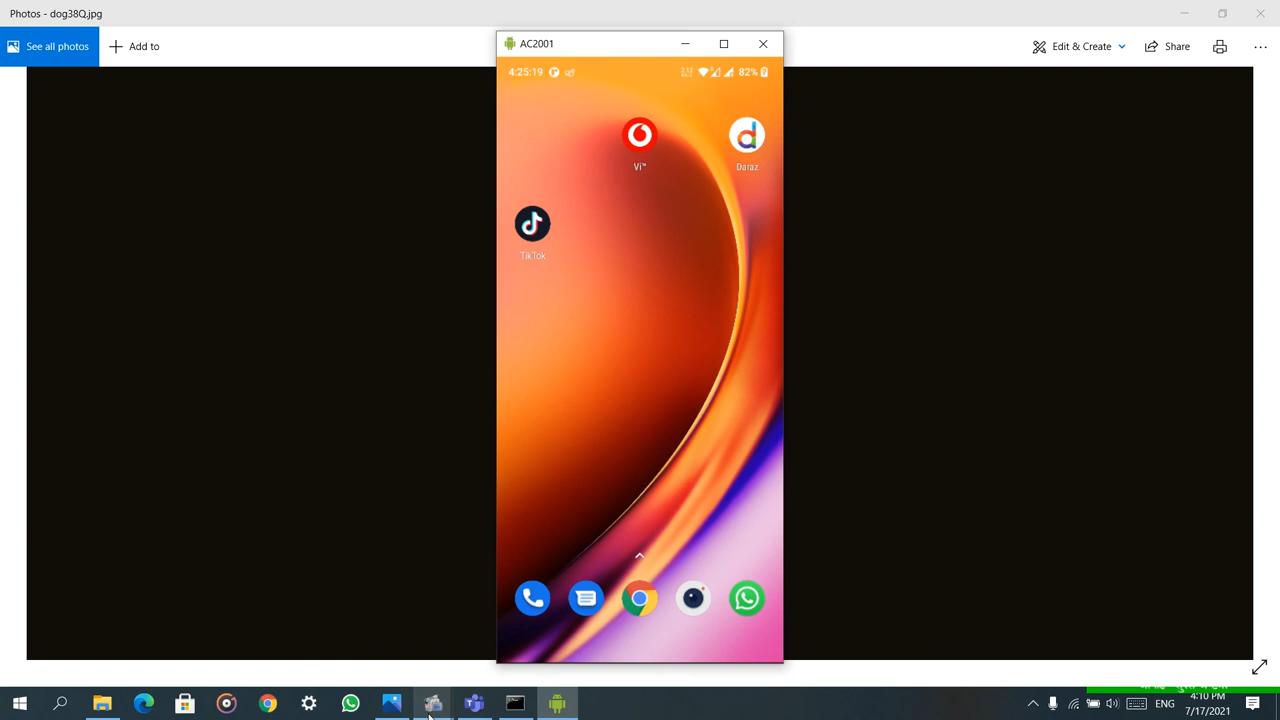 Photos - dog38Q.jpg
See all photos
Add to
Edit & Create
Share
AC2001
4:25:19
82%
Vi™
Daraz
TikTok
ENG
4:10 PM
7/17/2021